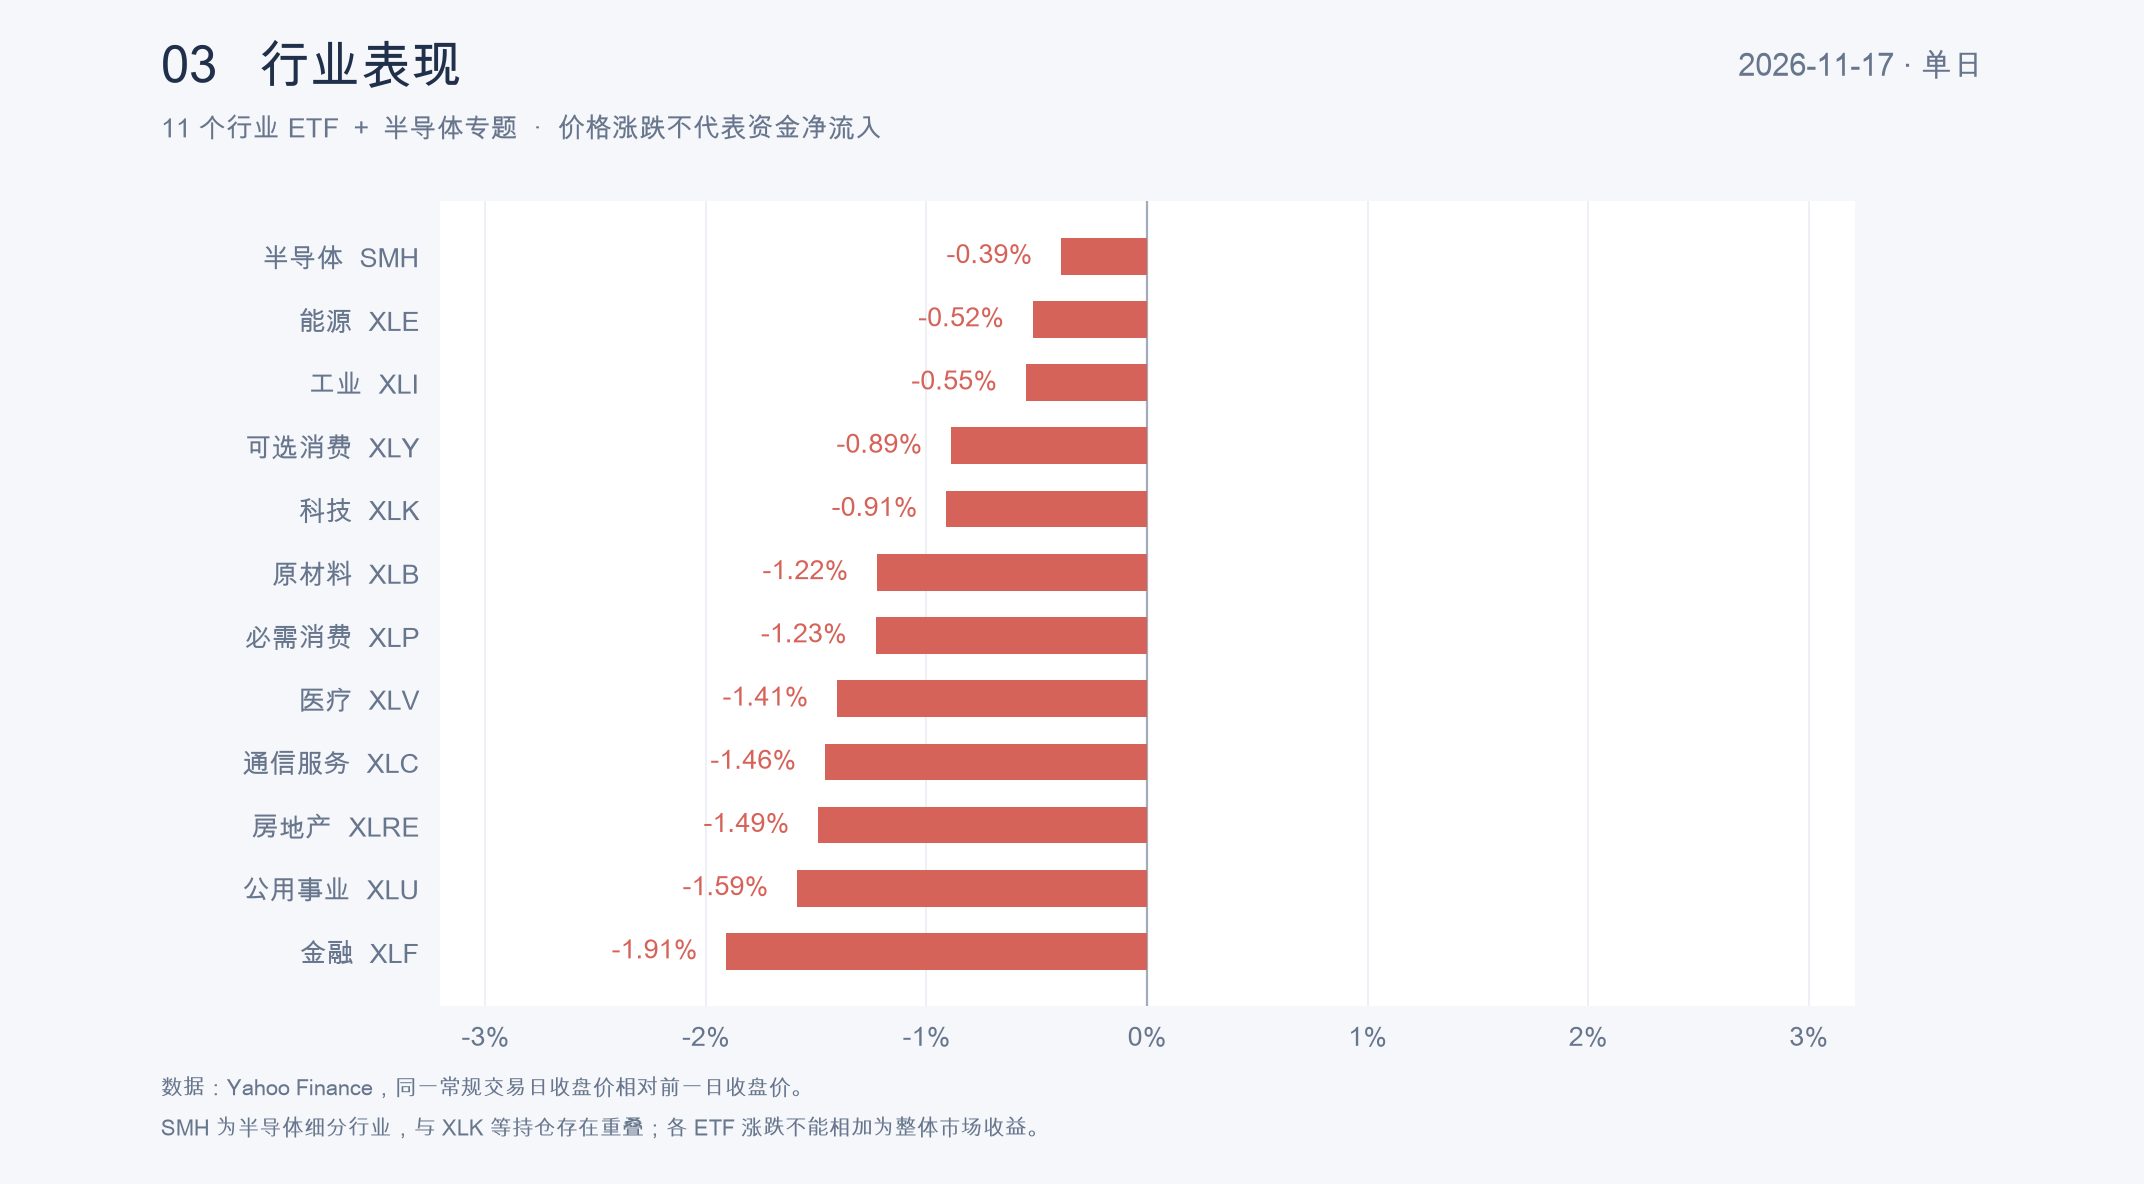 03 行业表现
2026-11-17 · 单日
11 个行业 ETF + 半导体专题 · 价格涨跌不代表资金净流入
半导体 SMH -0.39%
能源 XLE -0.52%
工业 XLI -0.55%
可选消费 XLY -0.89%
科技 XLK -0.91%
原材料 XLB -1.22%
必需消费 XLP -1.23%
医疗 XLV -1.41%
通信服务 XLC -1.46%
房地产 XLRE -1.49%
公用事业 XLU -1.59%
金融 XLF -1.91%
-3% -2% -1% 0% 1% 2% 3%
数据：Yahoo Finance，同一常规交易日收盘价相对前一日收盘价。
SMH 为半导体细分行业，与 XLK 等持仓存在重叠；各 ETF 涨跌不能相加为整体市场收益。